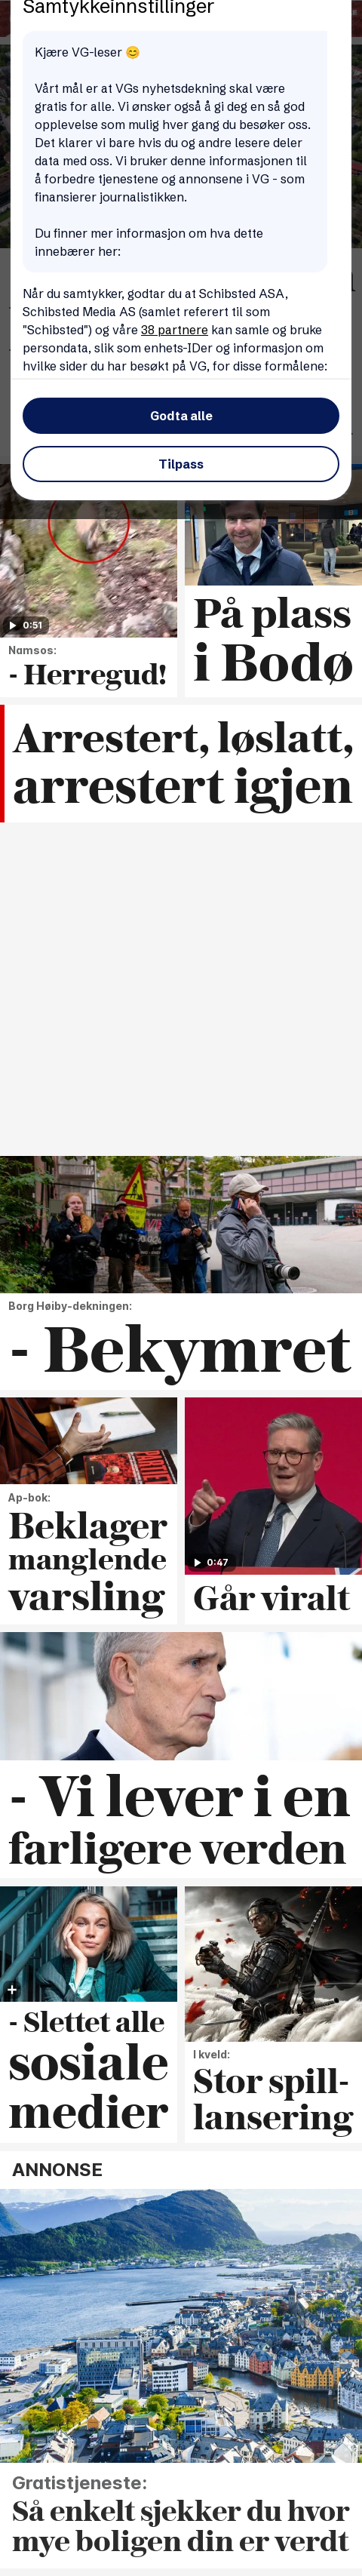 Samtykkeinnstillinger
Kjære VG-leser 😊
Vårt mål er at VGs nyhetsdekning skal være
gratis for alle. Vi ønsker også å gi deg en så god
opplevelse som mulig hver gang du besøker oss.
Det klarer vi bare hvis du og andre lesere deler
data med oss. Vi bruker denne informasjonen til
å forbedre tjenestene og annonsene i VG - som
finansierer journalistikken.
Du finner mer informasjon om hva dette
innebærer her:
Når du samtykker, godtar du at Schibsted ASA,
Schibsted Media AS (samlet referert til som
"Schibsted") og våre 38 partnere kan samle og bruke
persondata, slik som enhets-IDer og informasjon om
hvilke sider du har besøkt på VG, for disse formålene:
Godta alle
Tilpass
0:51
Namsos:
- Herregud!
På plass
i Bodø
Arrestert, løslatt,
arrestert igjen
Borg Høiby-dekningen:
- Bekymret
Ap-bok:
Beklager
manglende
varsling
0:47
Går viralt
- Vi lever i en
farligere verden
- Slettet alle
sosiale
medier
I kveld:
Stor spill-
lansering
ANNONSE
Gratistjeneste:
Så enkelt sjekker du hvor
mye boligen din er verdt